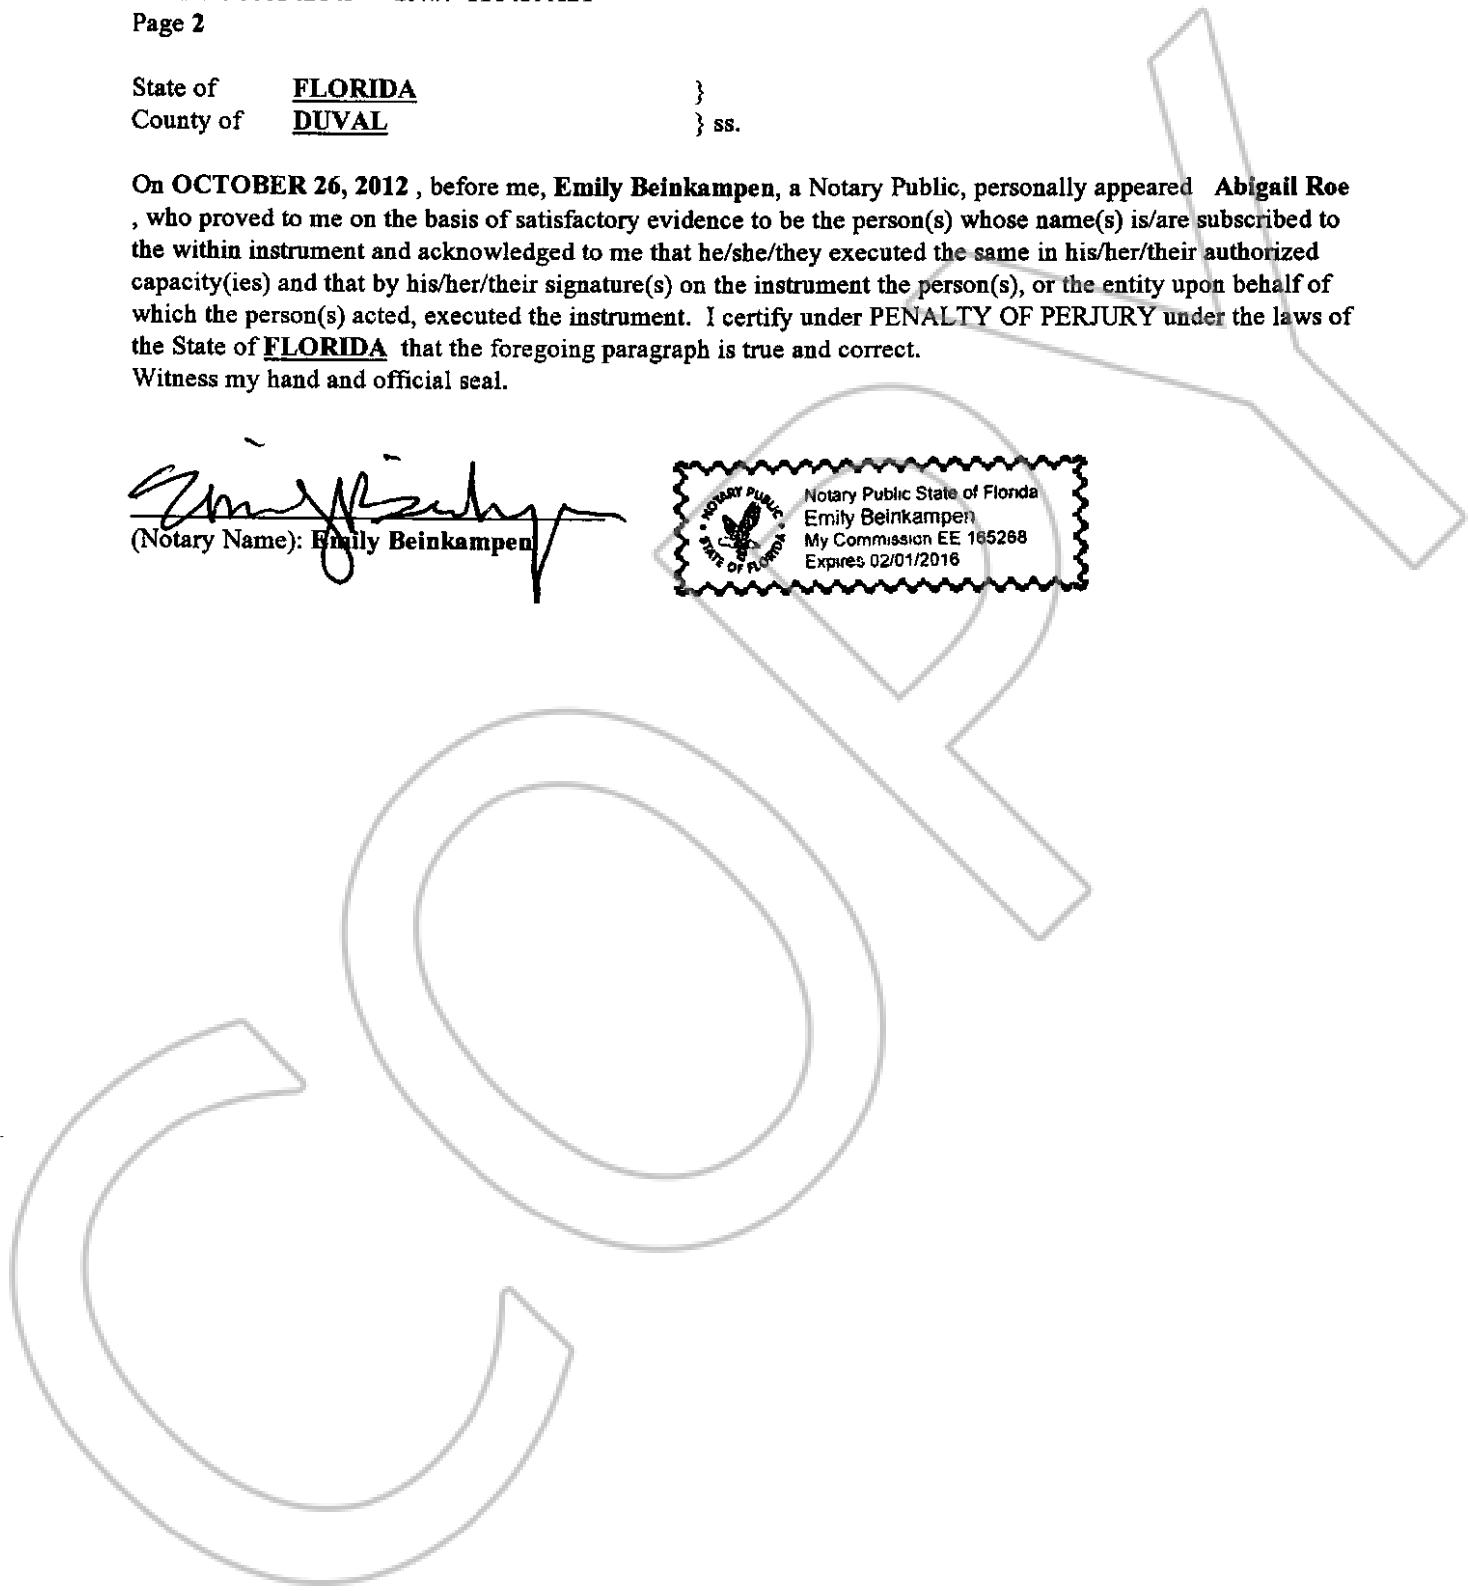 Page 2
State of FLORIDA }
County of DUVAL } ss.
On OCTOBER 26, 2012 , before me, Emily Beinkampen, a Notary Public, personally appeared Abigail Roe
, who proved to me on the basis of satisfactory evidence to be the person(s) whose name(s) is/are subscribed to
the within instrument and acknowledged to me that he/she/they executed the same in his/her/their authorized
capacity(ies) and that by his/her/their signature(s) on the instrument the person(s), or the entity upon behalf of
which the person(s) acted, executed the instrument. I certify under PENALTY OF PERJURY under the laws of
the State of FLORIDA that the foregoing paragraph is true and correct.
Witness my hand and official seal.
(Notary Name): Emily Beinkampen
NOTARY PUBLIC
STATE OF FLORIDA
Notary Public State of Florida
Emily Beinkampen
My Commission EE 165268
Expires 02/01/2016
COPY